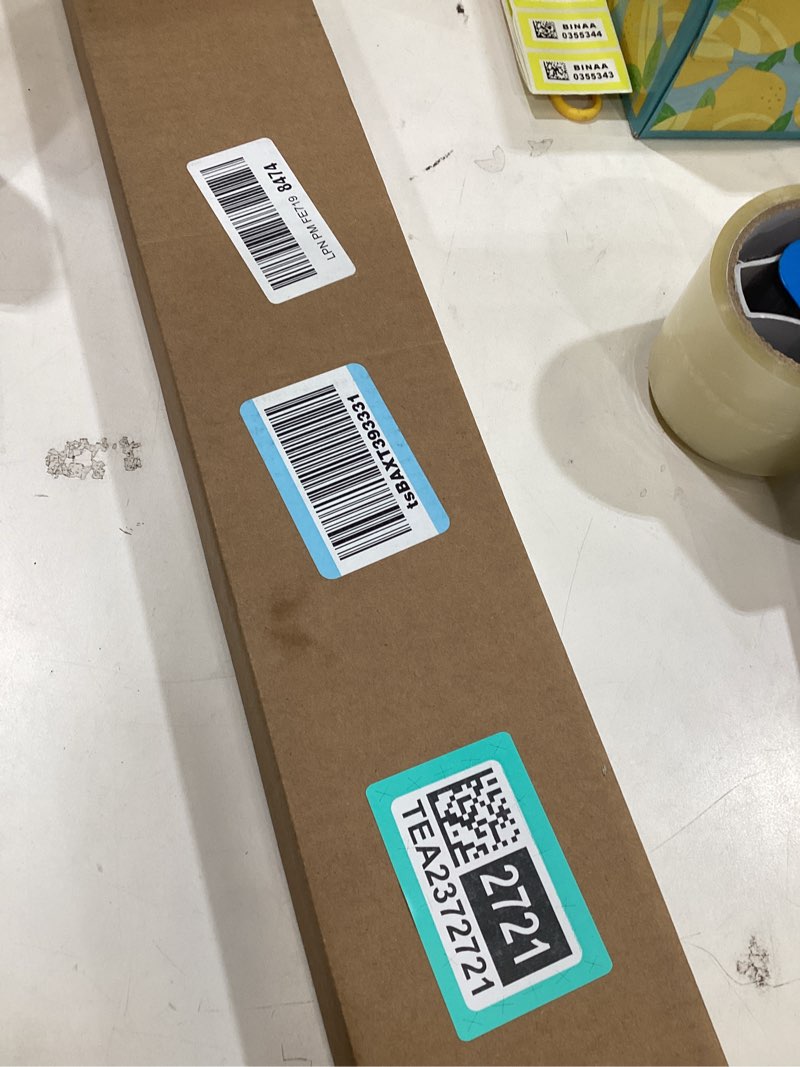 BINAA
0355344
BINAA
0355343
LPN PM FE719 8474
tsBAXT393331
2721
TEA2372721